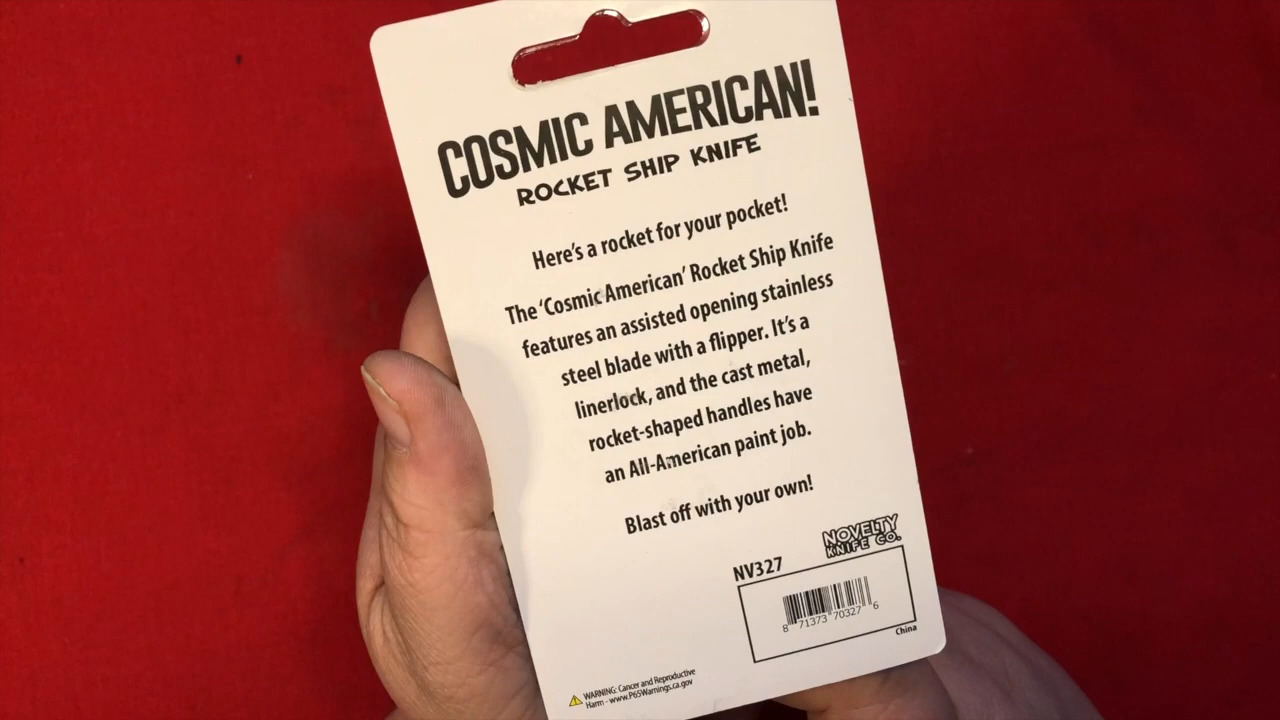 COSMIC AMERICAN!
ROCKET SHIP KNIFE
Here's a rocket for your pocket!
The 'Cosmic American' Rocket Ship Knife
features an assisted opening stainless
steel blade with a flipper. It's a
linerlock, and the cast metal,
rocket-shaped handles have
an All-American paint job.
Blast off with your own!
NOVELTY
KNIFE CO.
NV327
8 71373 70327 6
China
WARNING: Cancer and Reproductive
Harm - www.P65Warnings.ca.gov